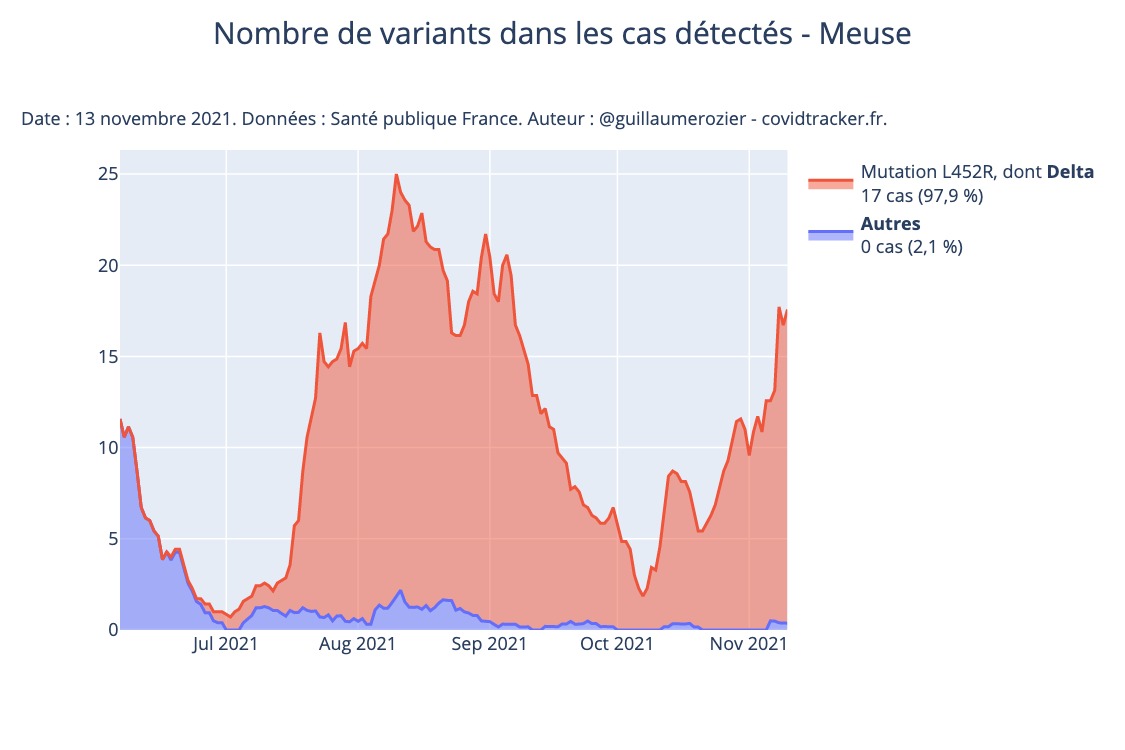 Nombre de variants dans les cas détectés - Meuse
Date : 13 novembre 2021. Données : Santé publique France. Auteur : @guillaumerozier - covidtracker.fr.
25
20
15
10
5
0
Jul 2021
Aug 2021
Sep 2021
Oct 2021
Nov 2021
Mutation L452R, dont Delta
17 cas (97,9 %)
Autres
0 cas (2,1 %)